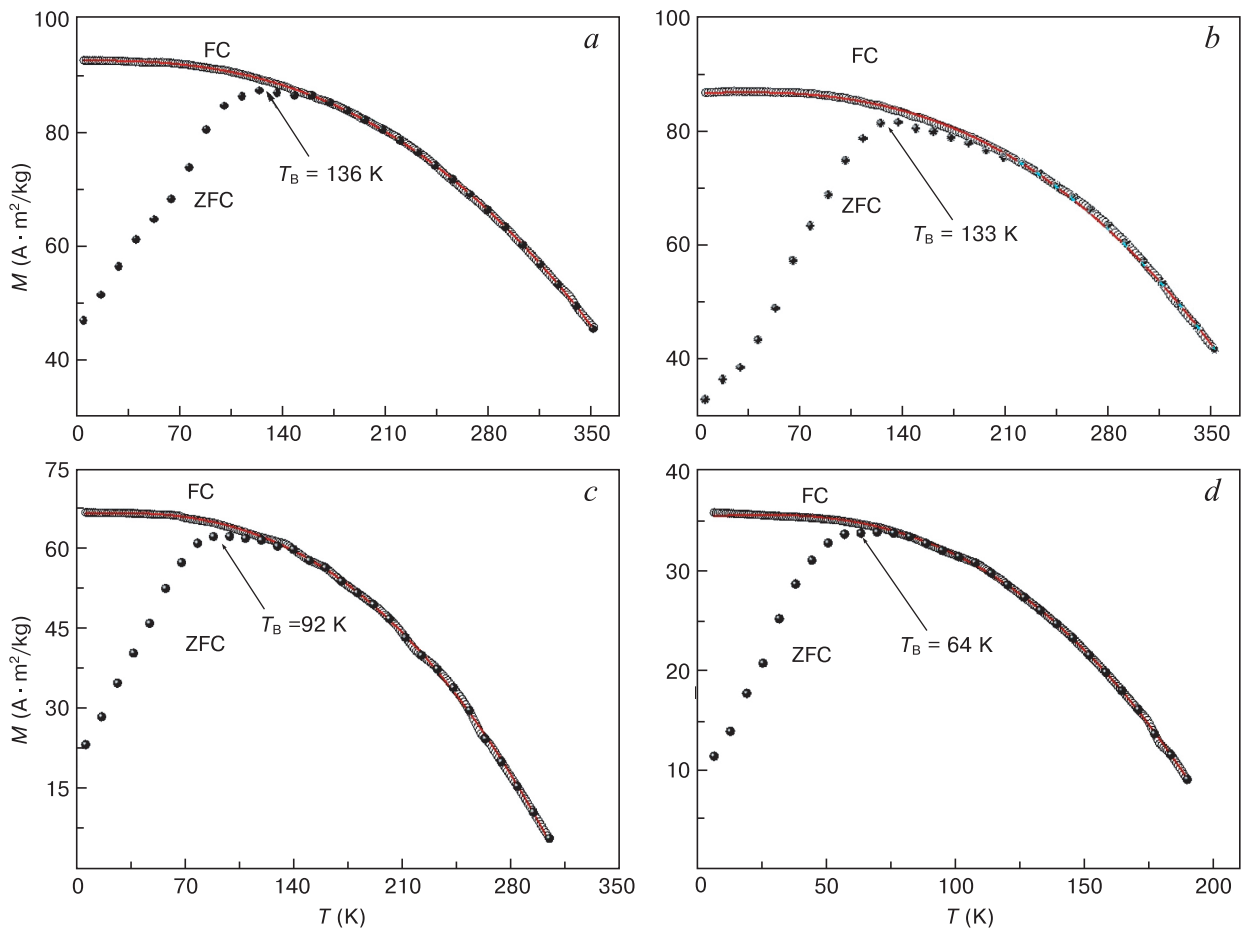 100
80
60
40
M (A · m²/kg)
FC
a
T_B = 136 K
ZFC
0 70 140 210 280 350
100
80
60
40
FC
b
ZFC
T_B = 133 K
0 70 140 210 280 350
75
60
45
30
15
M (A · m²/kg)
FC
c
T_B =92 K
ZFC
0 70 140 210 280 350
T (K)
40
30
20
10
FC
d
ZFC
T_B = 64 K
0 50 100 150 200
T (K)